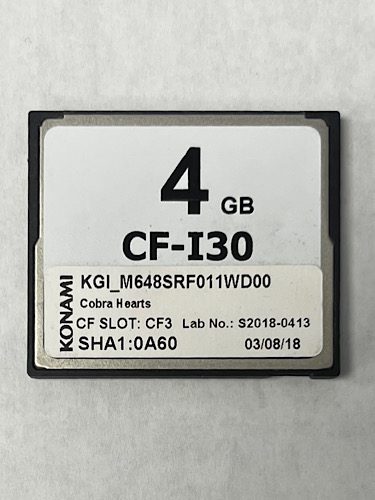 4 GB
CF-I30
KONAMI
KGI_M648SRF011WD00
Cobra Hearts
CF SLOT: CF3 Lab No.: S2018-0413
SHA1:0A60 03/08/18